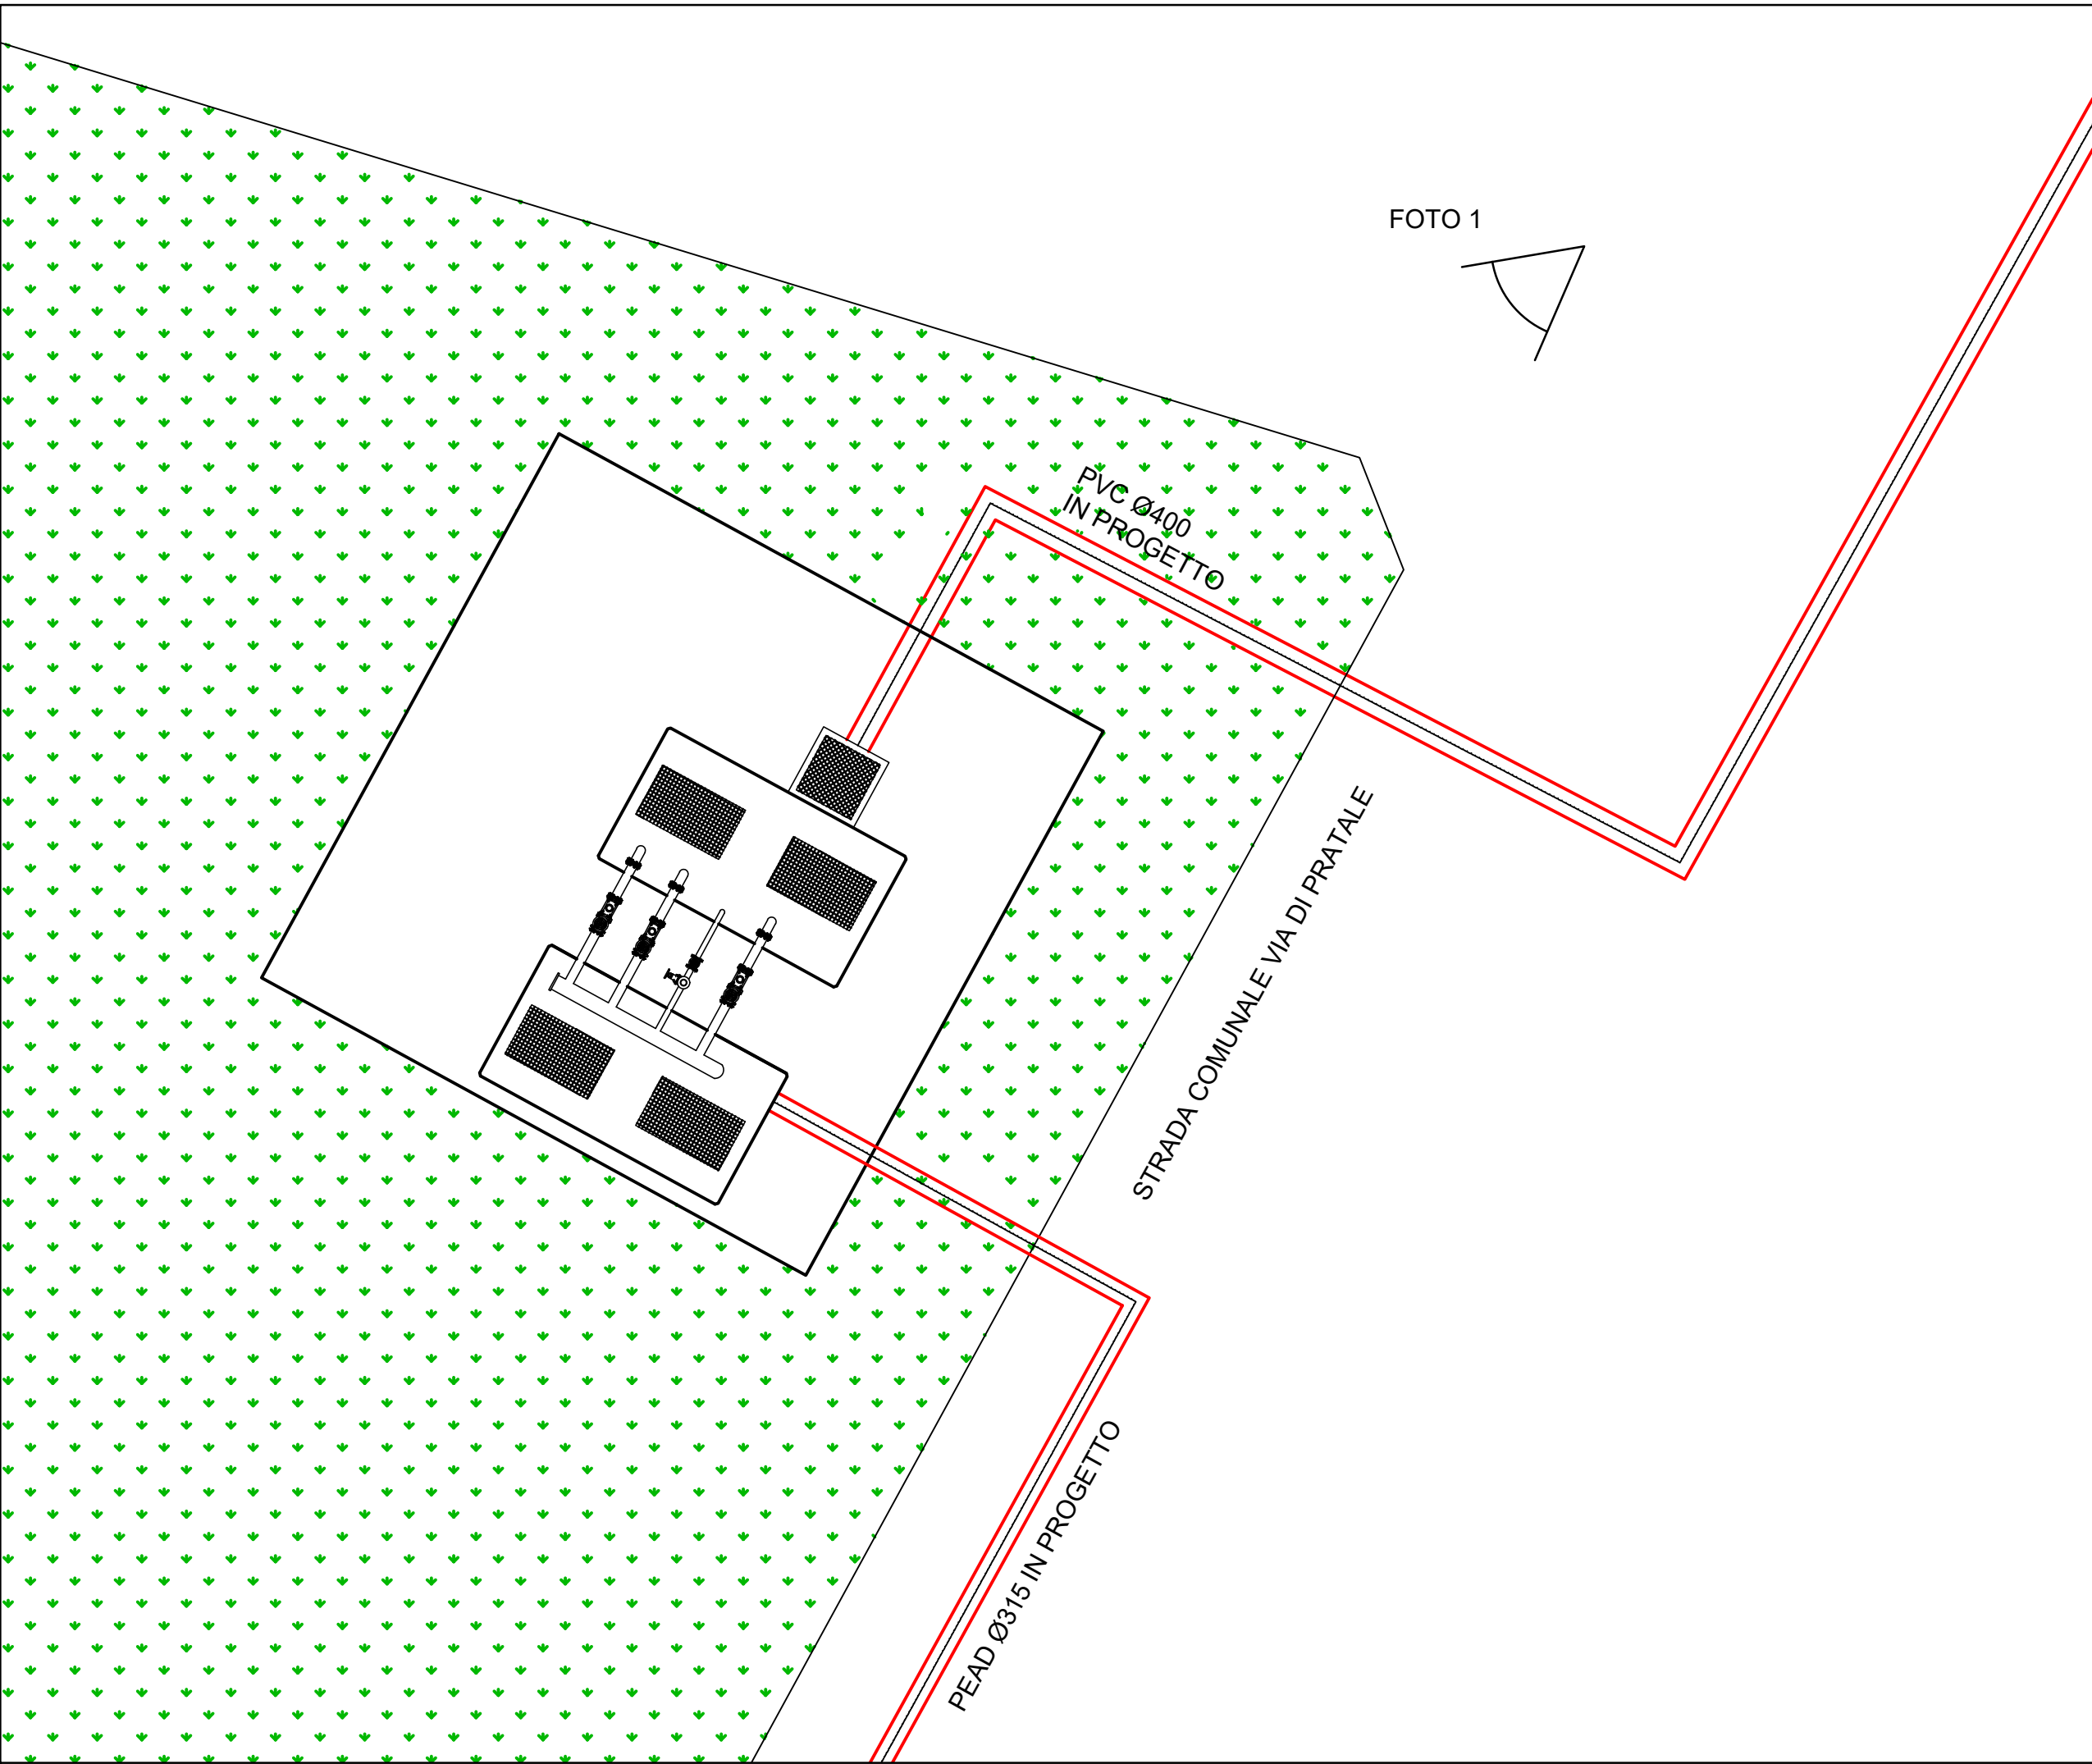 FOTO 1
PVC Ø400
IN PROGETTO
STRADA COMUNALE VIA DI PRATALE
PEAD Ø315 IN PROGETTO